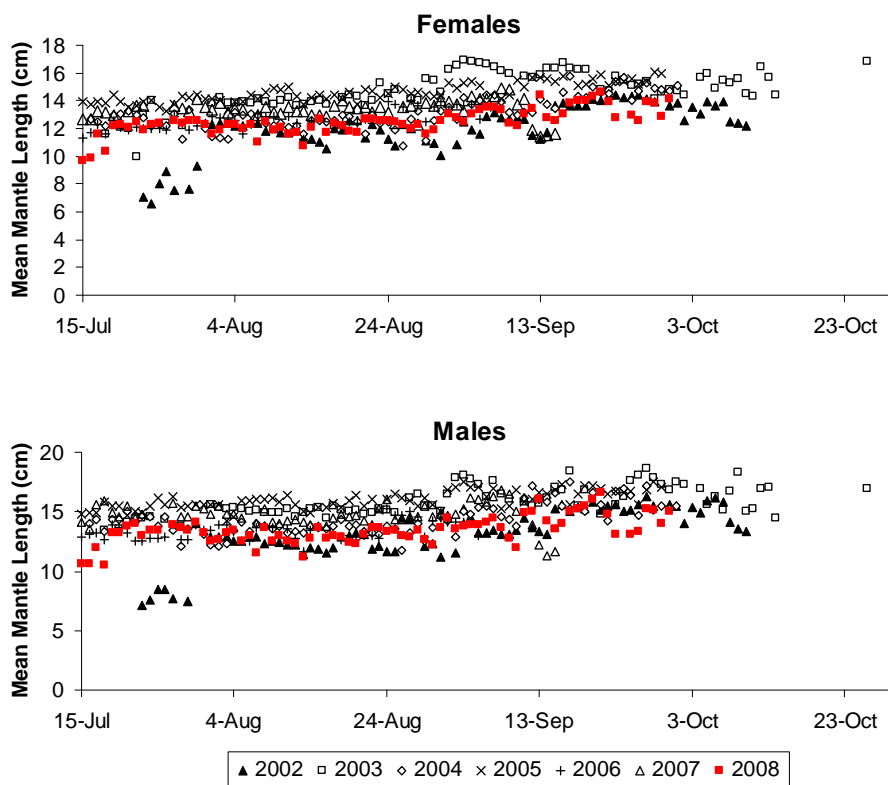 Females
Mean Mantle Length (cm)
18
16
14
12
10
8
6
4
2
0
15-Jul 4-Aug 24-Aug 13-Sep 3-Oct 23-Oct
Males
Mean Mantle Length (cm)
20
15
10
5
0
15-Jul 4-Aug 24-Aug 13-Sep 3-Oct 23-Oct
2002 2003 2004 2005 2006 2007 2008